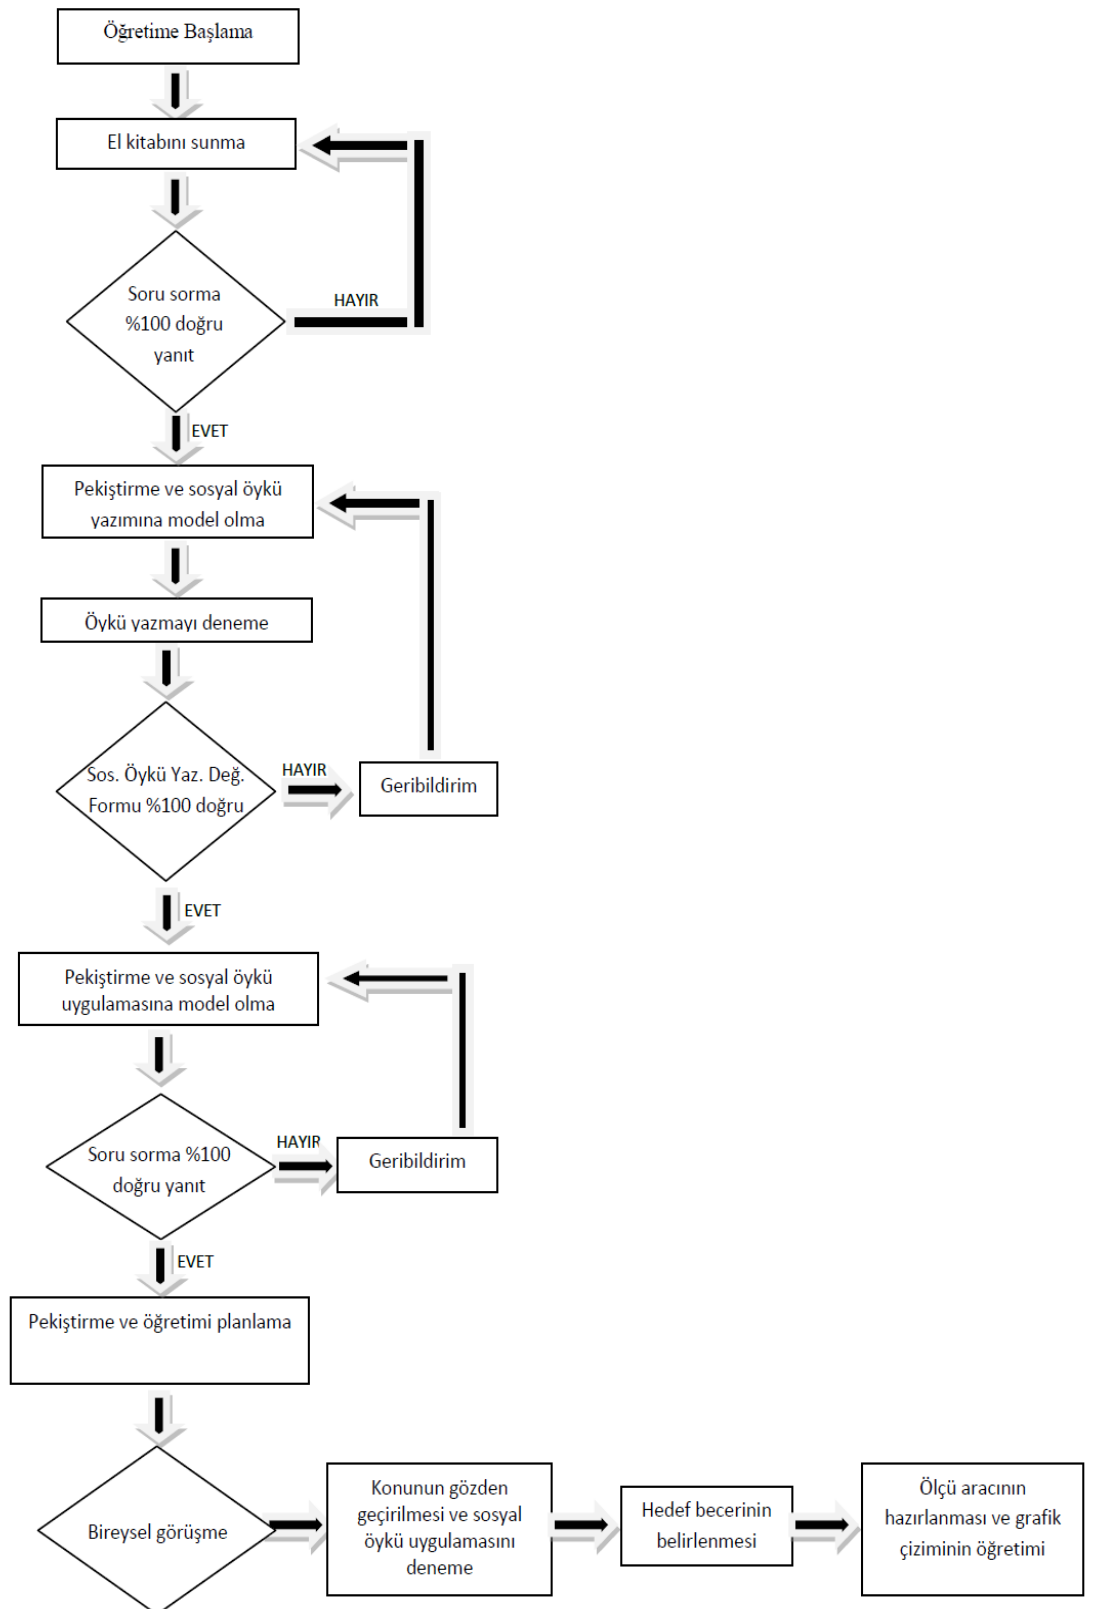 Öğretime Başlama
El kitabını sunma
Soru sorma
%100 doğru
yanıt
HAYIR
EVET
Pekiştirme ve sosyal öykü
yazımına model olma
Öykü yazmayı deneme
Sos. Öykü Yaz. Değ.
Formu %100 doğru
HAYIR
Geribildirim
EVET
Pekiştirme ve sosyal öykü
uygulamasına model olma
Soru sorma %100
doğru yanıt
HAYIR
Geribildirim
EVET
Pekiştirme ve öğretimi planlama
Bireysel görüşme
Konunun gözden
geçirilmesi ve sosyal
öykü uygulamasını
deneme
Hedef becerinin
belirlenmesi
Ölçü aracının
hazırlanması ve grafik
çiziminin öğretimi